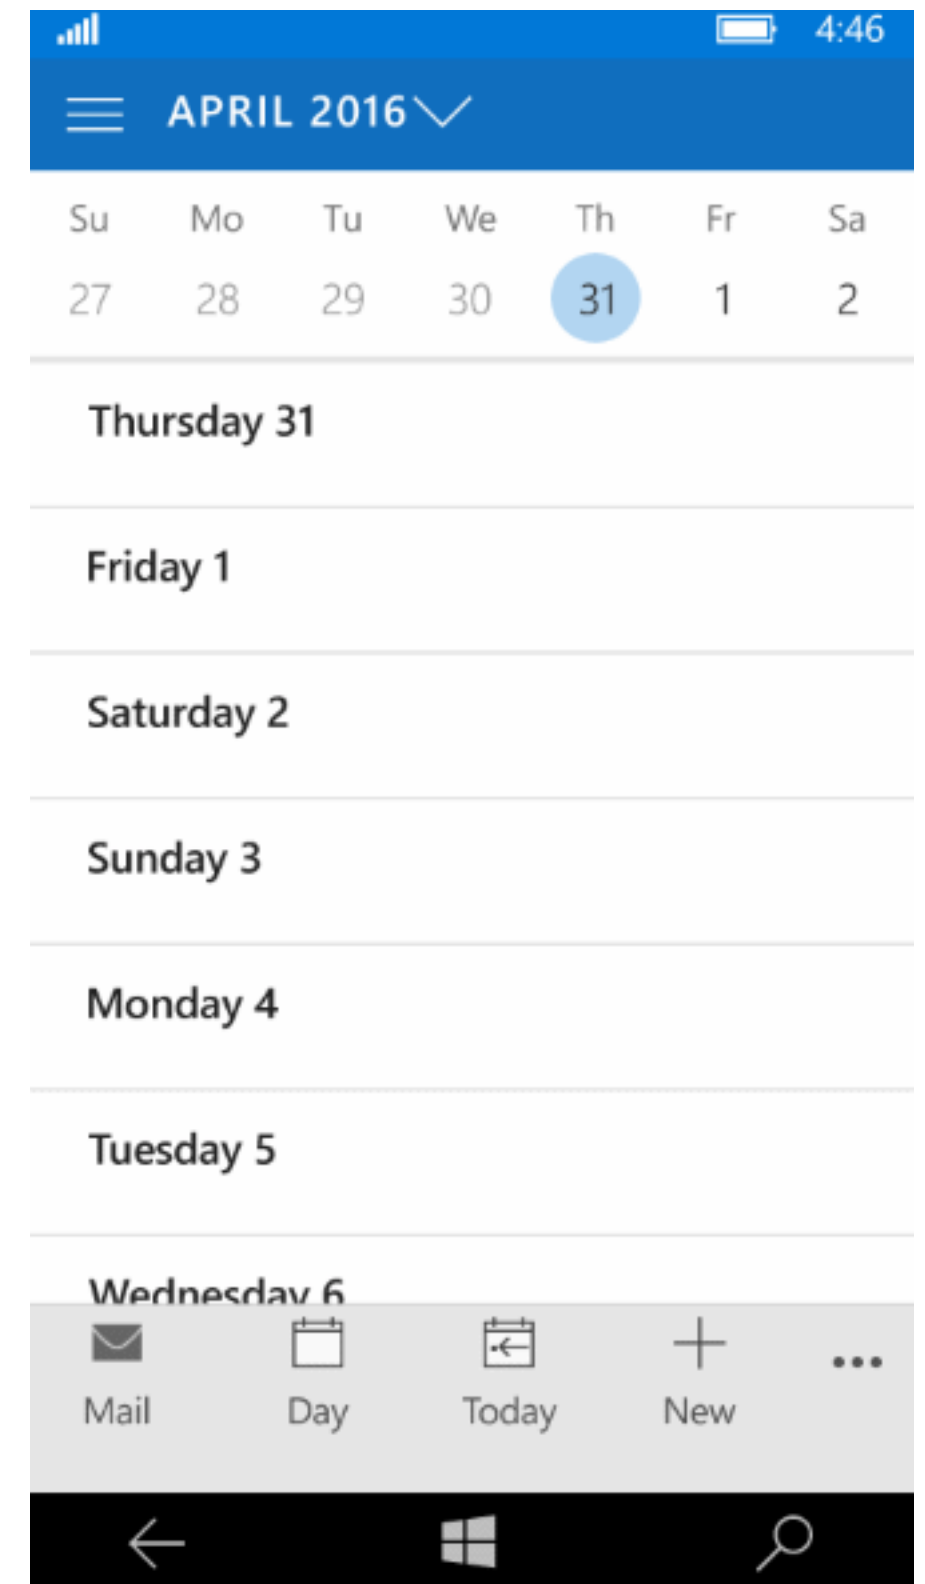 4:46
APRIL 2016
Su Mo Tu We Th Fr Sa
27 28 29 30 31 1 2
Thursday 31
Friday 1
Saturday 2
Sunday 3
Monday 4
Tuesday 5
Wednesday 6
Mail Day Today New